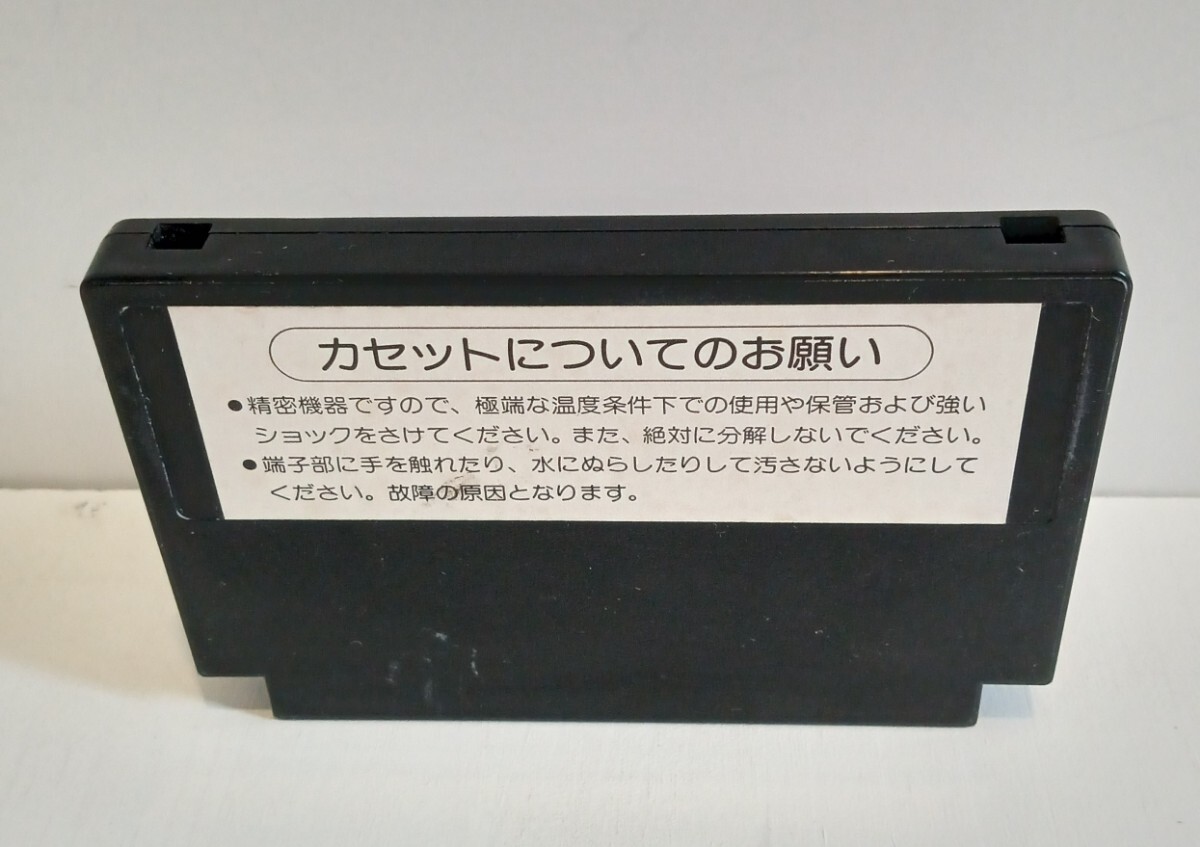 カセットについてのお願い
●精密機器ですので、極端な温度条件下での使用や保管および強い
ショックをさけてください。また、絶対に分解しないでください。
●端子部に手を触れたり、水にぬらしたりして汚さないようにして
ください。故障の原因となります。